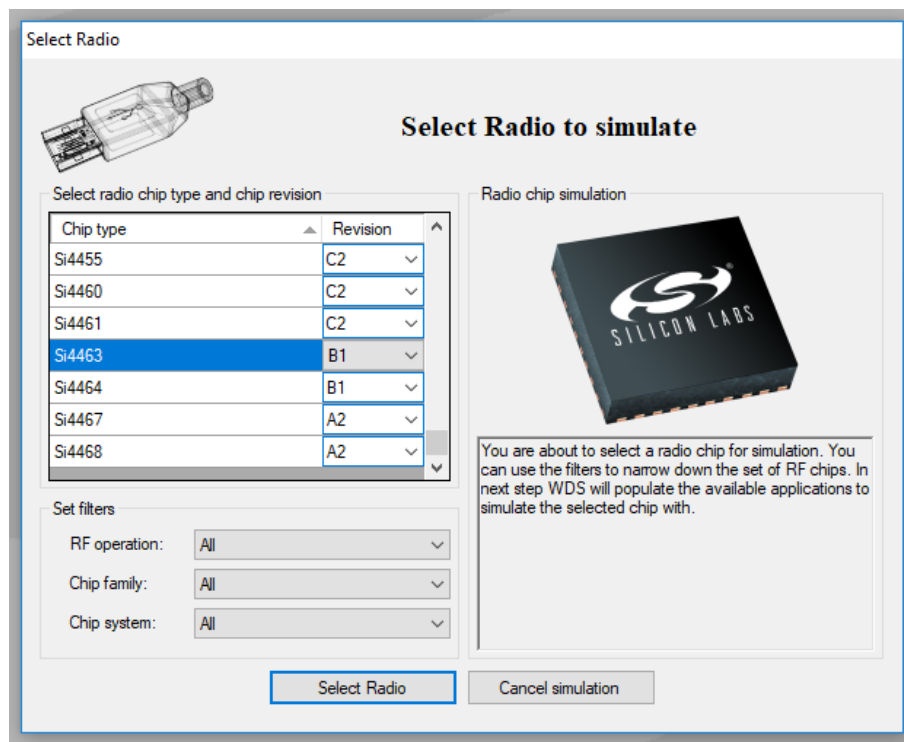 Select Radio
Select Radio to simulate
Select radio chip type and chip revision
Chip type Revision
Si4455 C2
Si4460 C2
Si4461 C2
Si4463 B1
Si4464 B1
Si4467 A2
Si4468 A2
Set filters
RF operation: All
Chip family: All
Chip system: All
Radio chip simulation
SILICON LABS
You are about to select a radio chip for simulation. You
can use the filters to narrow down the set of RF chips. In
next step WDS will populate the available applications to
simulate the selected chip with.
Select Radio
Cancel simulation